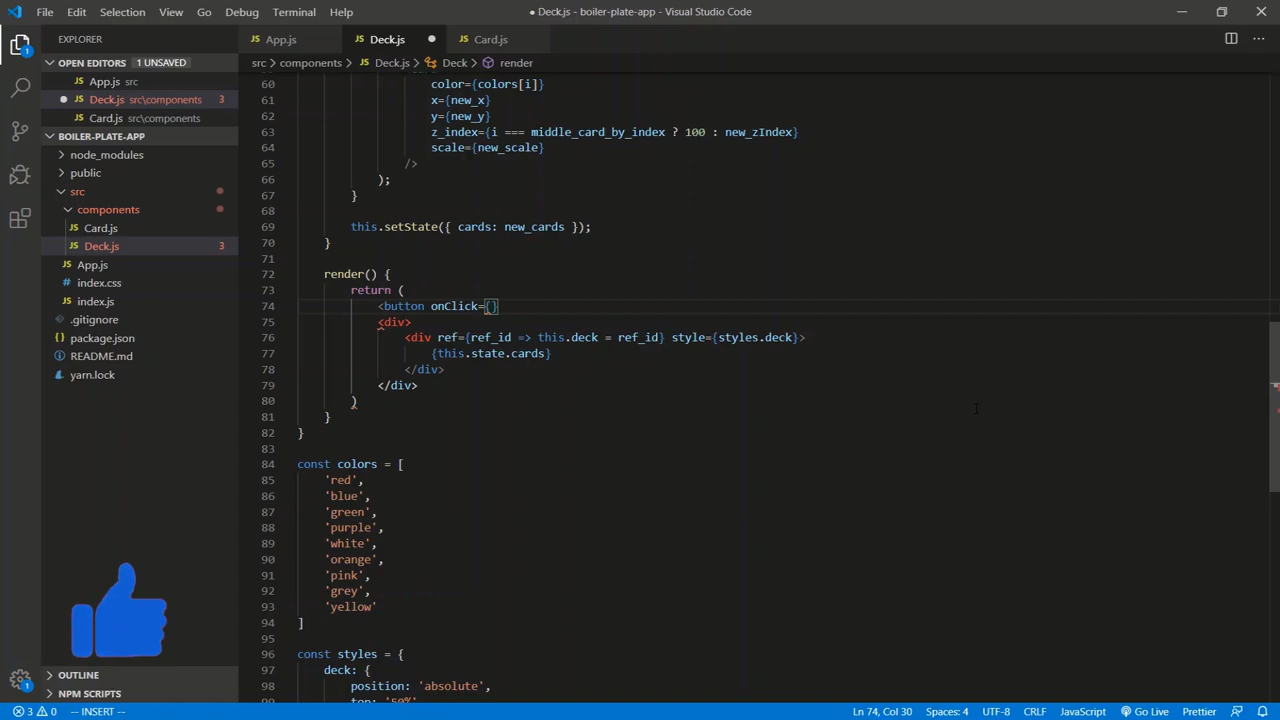 File Edit Selection View Go Debug Terminal Help
● Deck.js - boiler-plate-app - Visual Studio Code
EXPLORER
JS App.js
JS Deck.js ●
JS Card.js
OPEN EDITORS 1 UNSAVED
JS App.js src
● JS Deck.js src\components 3
JS Card.js src\components
BOILER-PLATE-APP
node_modules
public
src
components
JS Card.js
JS Deck.js 3
JS App.js
# index.css
JS index.js
.gitignore
package.json
README.md
yarn.lock
OUTLINE
NPM SCRIPTS
1
1
src > components > JS Deck.js > Deck > render
60 color={colors[i]}
61 x={new_x}
62 y={new_y}
63 z_index={i === middle_card_by_index ? 100 : new_zIndex}
64 scale={new_scale}
65 />
66 );
67 }
68
69 this.setState({ cards: new_cards });
70 }
71
72 render() {
73 return (
74 <button onClick={}
75 <div>
76 <div ref={ref_id => this.deck = ref_id} style={styles.deck}>
77 {this.state.cards}
78 </div>
79 </div>
80 )
81 }
82 }
83
84 const colors = [
85 'red',
86 'blue',
87 'green',
88 'purple',
89 'white',
90 'orange',
91 'pink',
92 'grey',
93 'yellow'
94 ]
95
96 const styles = {
97 deck: {
98 position: 'absolute',
99 top: '50%'
3 0 -- INSERT -- Ln 74, Col 30 Spaces: 4 UTF-8 CRLF JavaScript Go Live Prettier